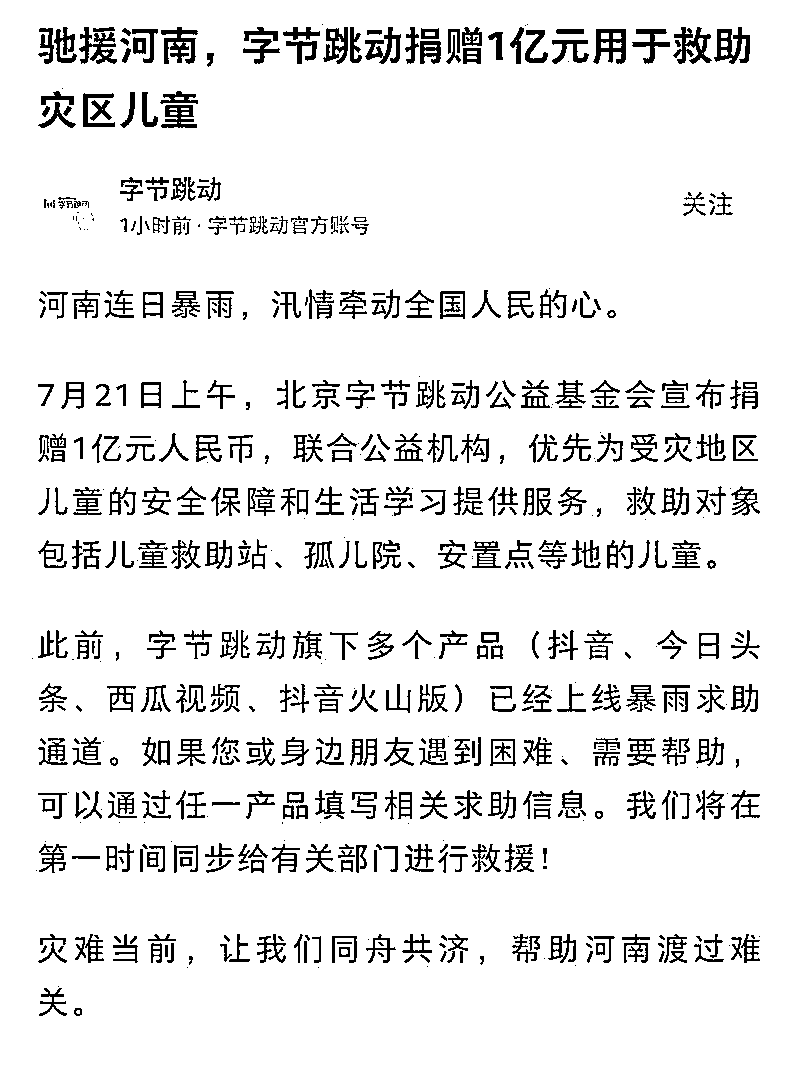 驰援河南，字节跳动捐赠1亿元用于救助
灾区儿童
字节跳动
1小时前 · 字节跳动官方账号
关注
河南连日暴雨，汛情牵动全国人民的心。
7月21日上午，北京字节跳动公益基金会宣布捐
赠1亿元人民币，联合公益机构，优先为受灾地区
儿童的安全保障和生活学习提供服务，救助对象
包括儿童救助站、孤儿院、安置点等地的儿童。
此前，字节跳动旗下多个产品（抖音、今日头
条、西瓜视频、抖音火山版）已经上线暴雨求助
通道。如果您或身边朋友遇到困难、需要帮助，
可以通过任一产品填写相关求助信息。我们将在
第一时间同步给有关部门进行救援！
灾难当前，让我们同舟共济，帮助河南渡过难
关。